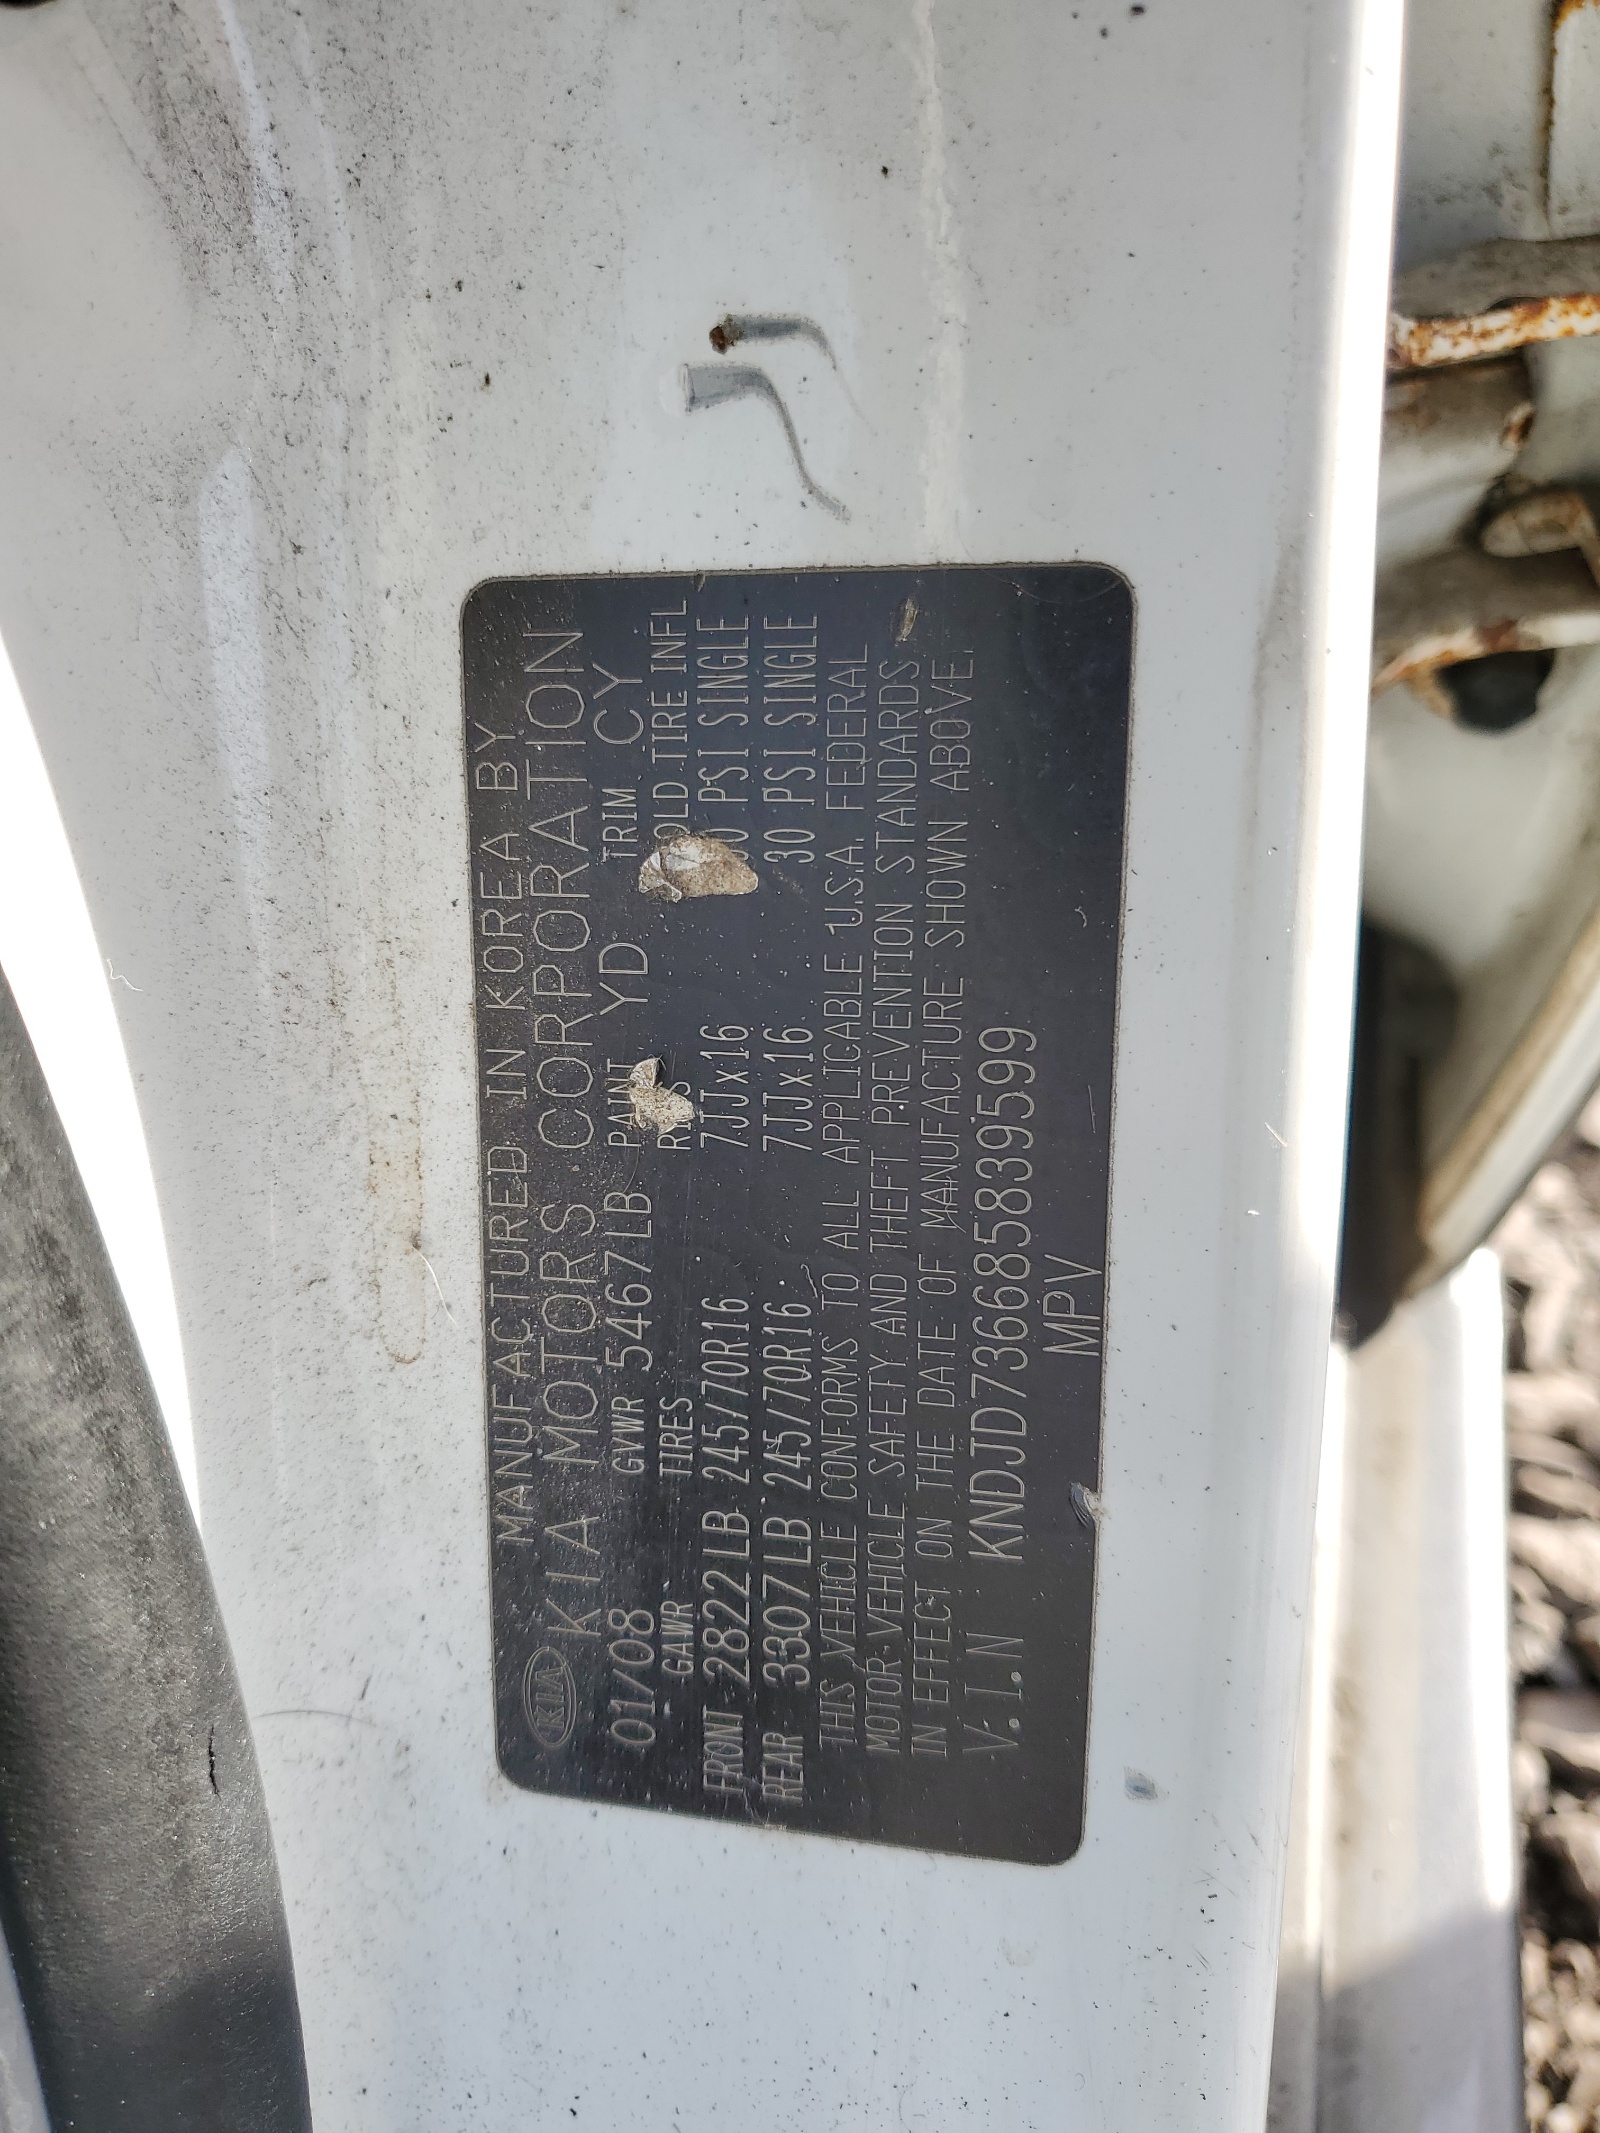 KIA MANUFACTURED IN KOREA BY
KIA MOTORS CORPORATION
01/08 GVWR 5467LB PAINT YD TRIM CY
GAWR TIRES TIRE INFL
FRONT 2822LB 245/70R16 7JJx16 PSI SINGLE
REAR 3307LB 245/70R16 7JJx16 30 PSI SINGLE
THIS VEHICLE CONFORMS TO ALL APPLICABLE U.S.A. FEDERAL
MOTOR VEHICLE SAFETY AND THEFT PREVENTION STANDARDS
IN EFFECT ON THE DATE OF MANUFACTURE SHOWN ABOVE.
V.I.N KNDJD736685839599
MPV